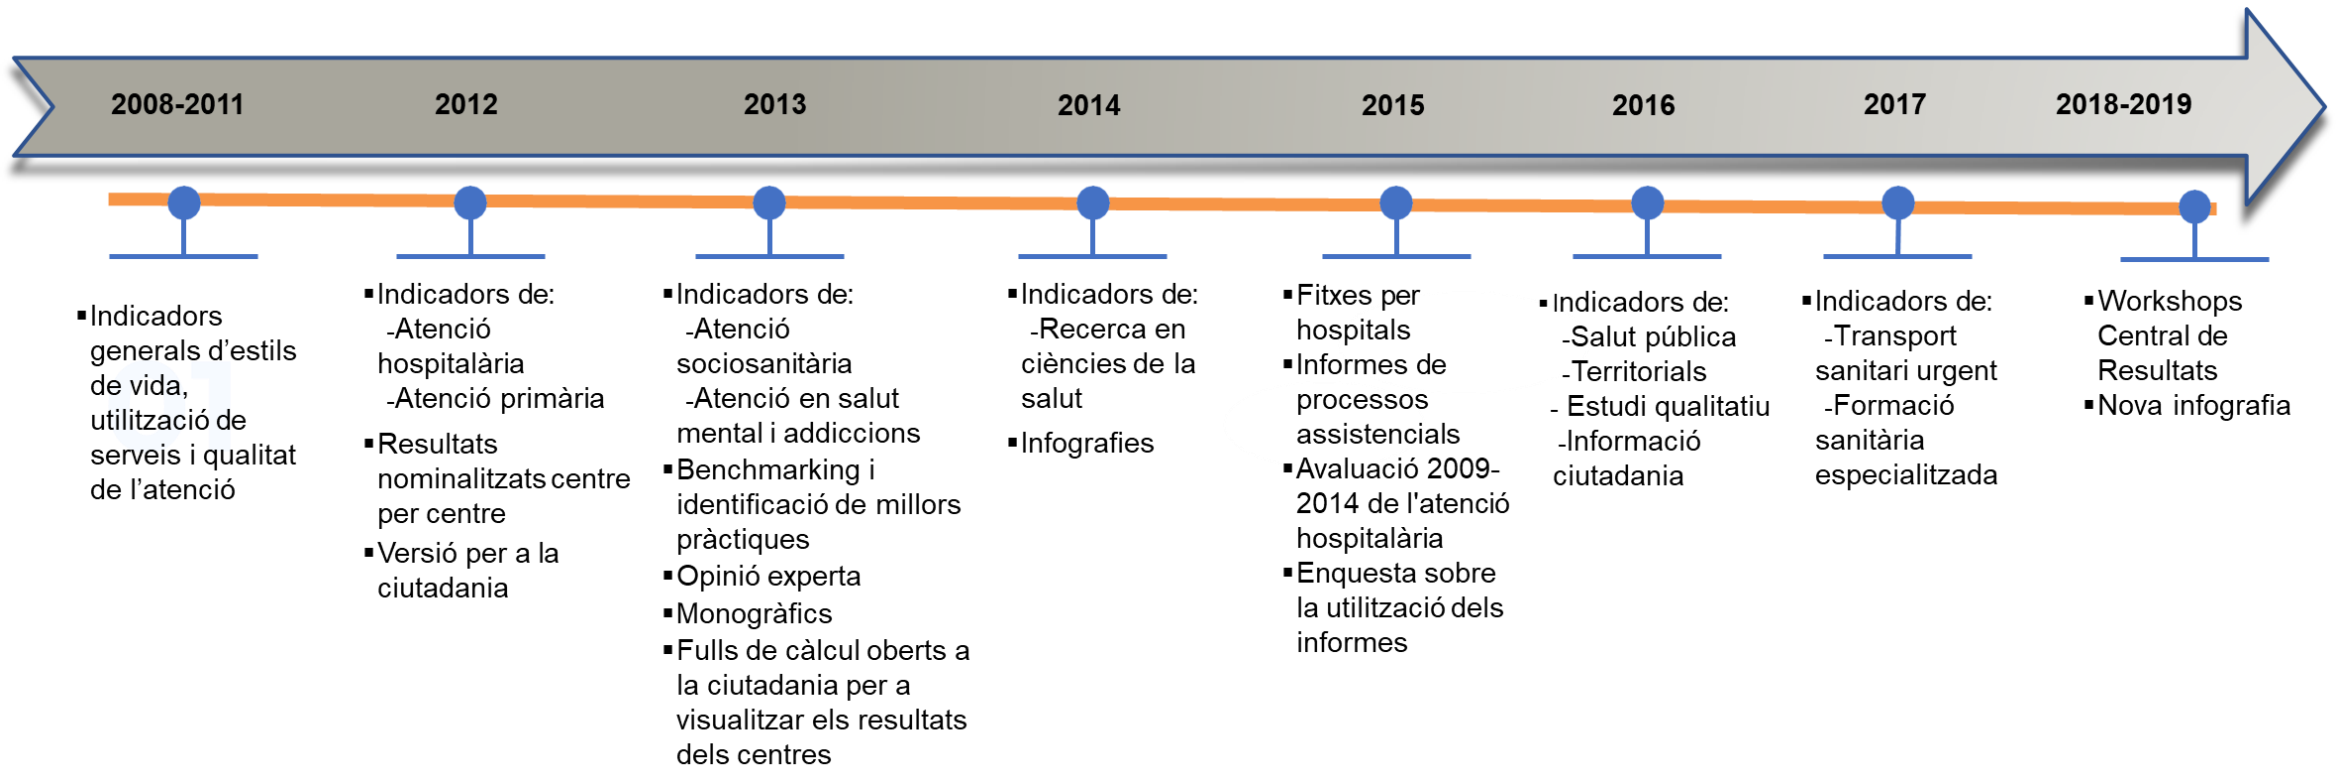 2008-2011
2012
2013
2014
2015
2016
2017
2018-2019
▪Indicadors
generals d’estils
de vida,
utilització de
serveis i qualitat
de l’atenció
▪Indicadors de:
-Atenció
hospitalària
-Atenció primària
▪Resultats
nominalitzats centre
per centre
▪Versió per a la
ciutadania
▪Indicadors de:
-Atenció
sociosanitària
-Atenció en salut
mental i addiccions
▪Benchmarking i
identificació de millors
pràctiques
▪Opinió experta
▪Monogràfics
▪Fulls de càlcul oberts a
la ciutadania per a
visualitzar els resultats
dels centres
▪Indicadors de:
-Recerca en
ciències de la
salut
▪Infografies
▪Fitxes per
hospitals
▪Informes de
processos
assistencials
▪Avaluació 2009-
2014 de l'atenció
hospitalària
▪Enquesta sobre
la utilització dels
informes
▪Indicadors de:
-Salut pública
-Territorials
- Estudi qualitatiu
-Informació
ciutadania
▪Indicadors de:
-Transport
sanitari urgent
-Formació
sanitària
especialitzada
▪Workshops
Central de
Resultats
▪Nova infografia